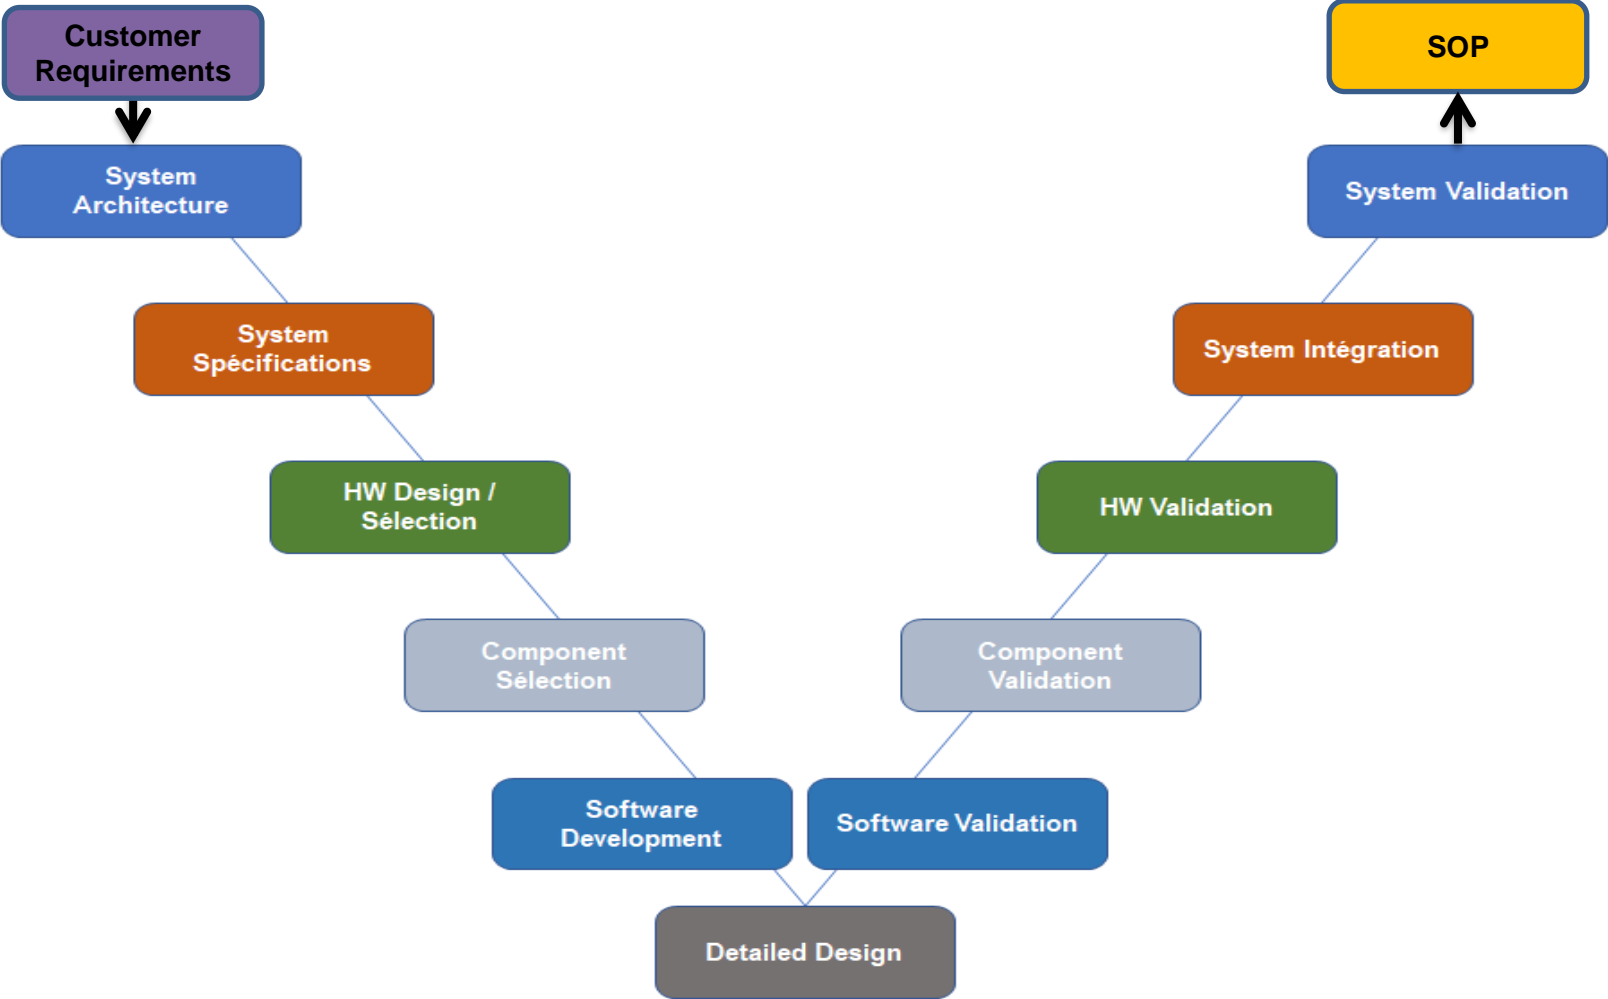 Customer
Requirements
SOP
System
Architecture
System Validation
System
Spécifications
System Intégration
HW Design /
Sélection
HW Validation
Component
Sélection
Component
Validation
Software
Development
Software Validation
Detailed Design